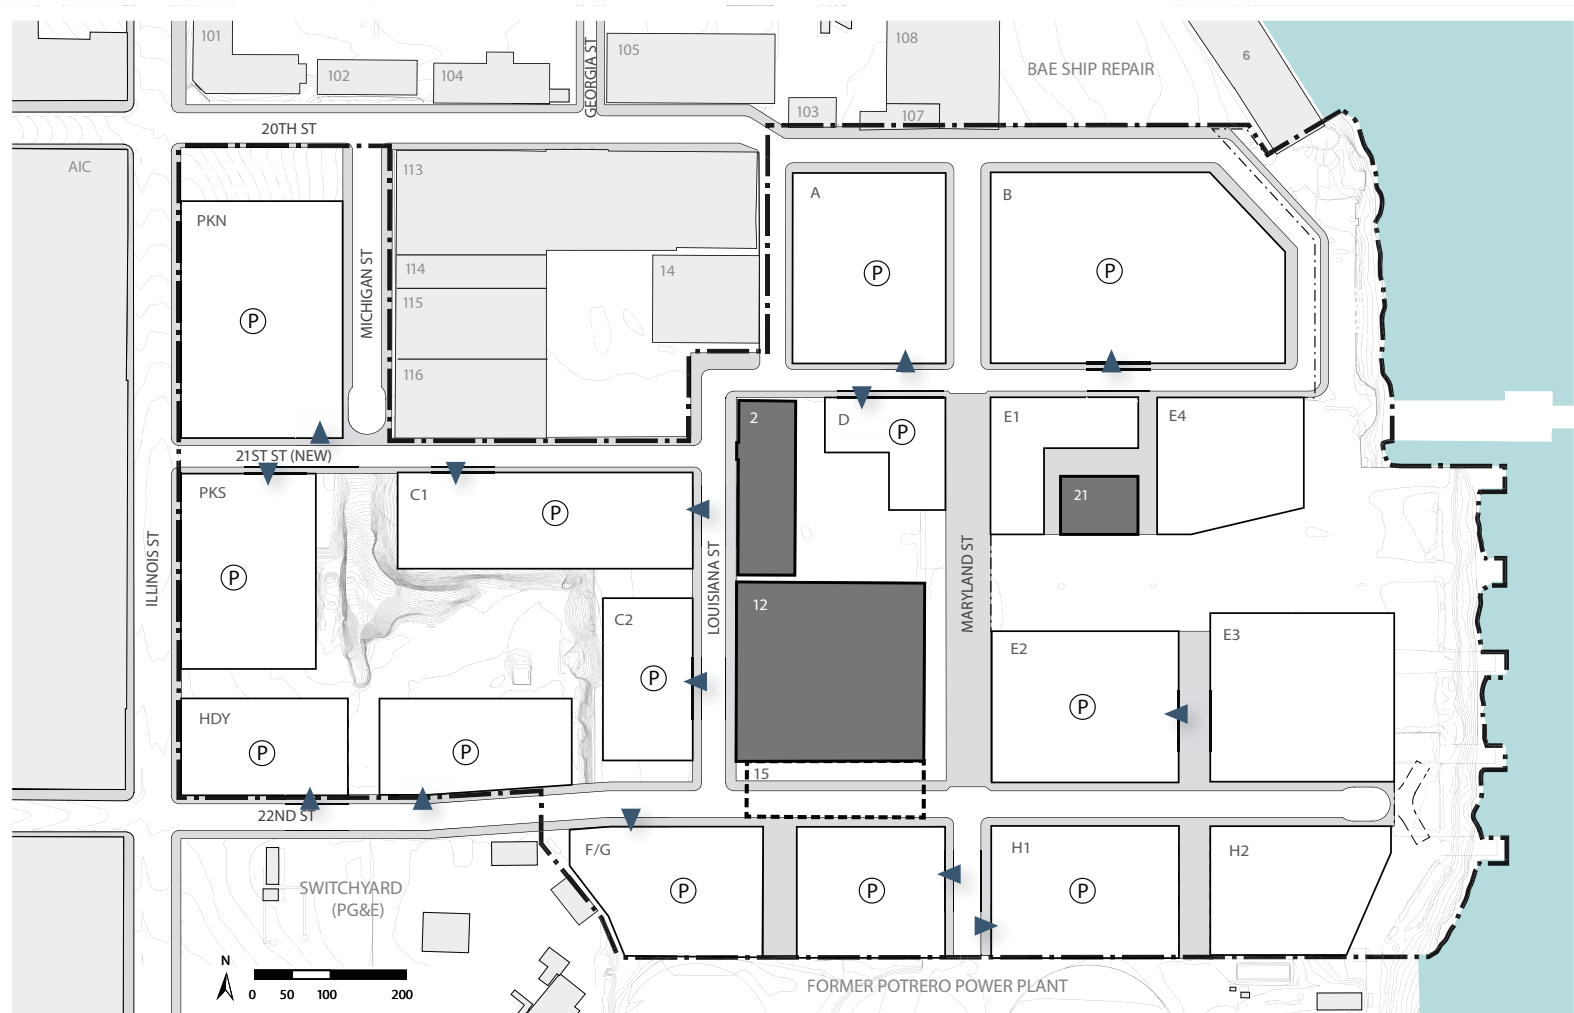 101
102
104
GEORGIA ST
105
108
103
107
BAE SHIP REPAIR
6
20TH ST
AIC
PKN
P
MICHIGAN ST
113
114
115
116
14
A
P
B
P
21ST ST (NEW)
PKS
P
C1
P
2
D
P
E1
E4
21
ILLINOIS ST
LOUISIANA ST
MARYLAND ST
C2
P
12
E2
P
E3
HDY
P
P
15
22ND ST
F/G
P
P
H1
P
H2
SWITCHYARD
(PG&E)
N
0 50 100 200
FORMER POTRERO POWER PLANT